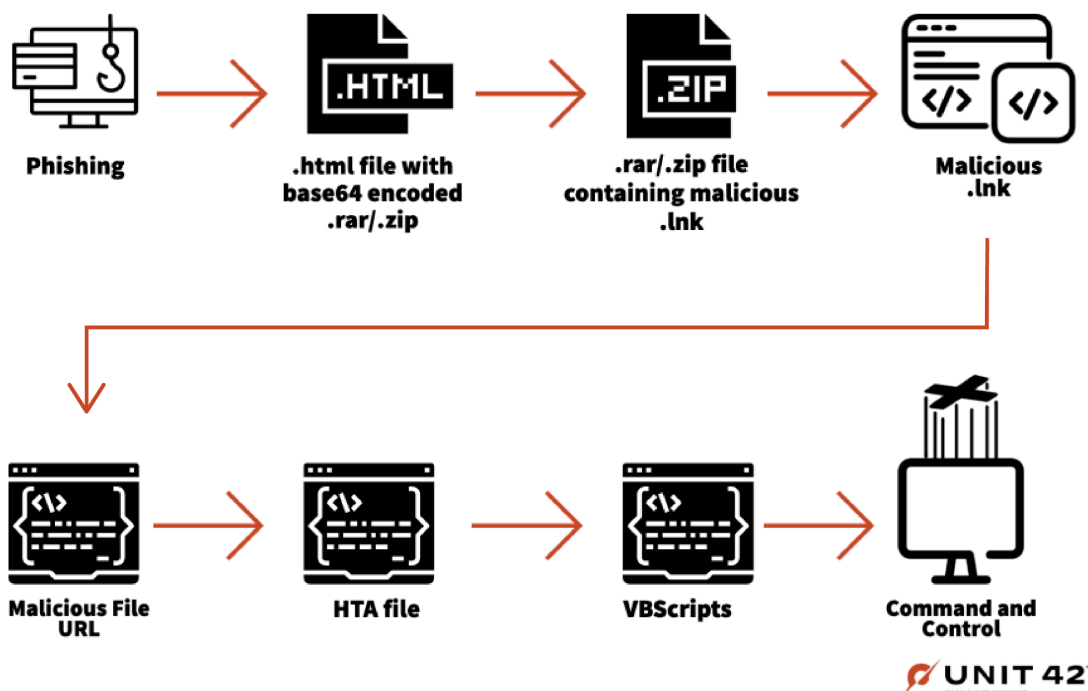 .HTML
.ZIP
Phishing
.html file with
base64 encoded
.rar/.zip
.rar/.zip file
containing malicious
.lnk
Malicious
.lnk
Malicious File
URL
HTA file
VBScripts
Command and
Control
UNIT 42